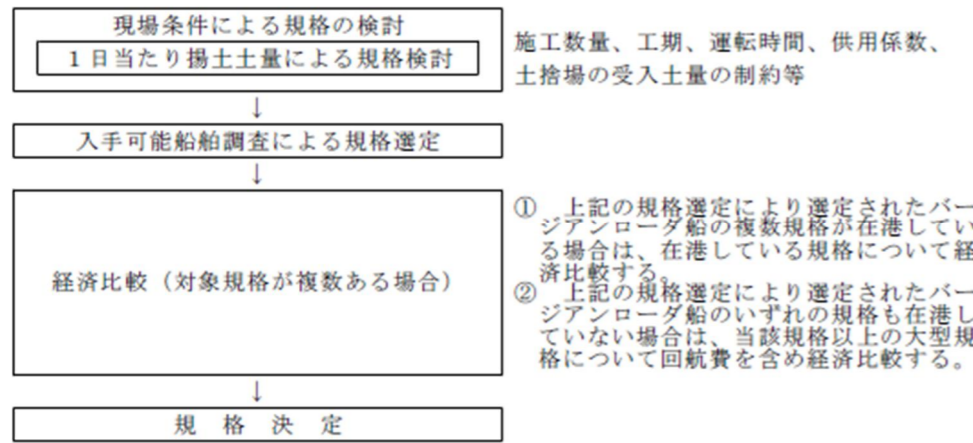 現場条件による規格の検討
1日当たり揚土土量による規格検討
施工数量、工期、運転時間、供用係数、
土捨場の受入土量の制約等
↓
入手可能船舶調査による規格選定
↓
経済比較(対象規格が複数ある場合)
① 上記の規格選定により選定されたバー
ジアンローダ船の複数規格が在港してい
る場合は、在港している規格について経
済比較する。
② 上記の規格選定により選定されたバー
ジアンローダ船のいずれの規格も在港し
ていない場合は、当該規格以上の大型規
格について回航費を含め経済比較する。
↓
規 格 決 定